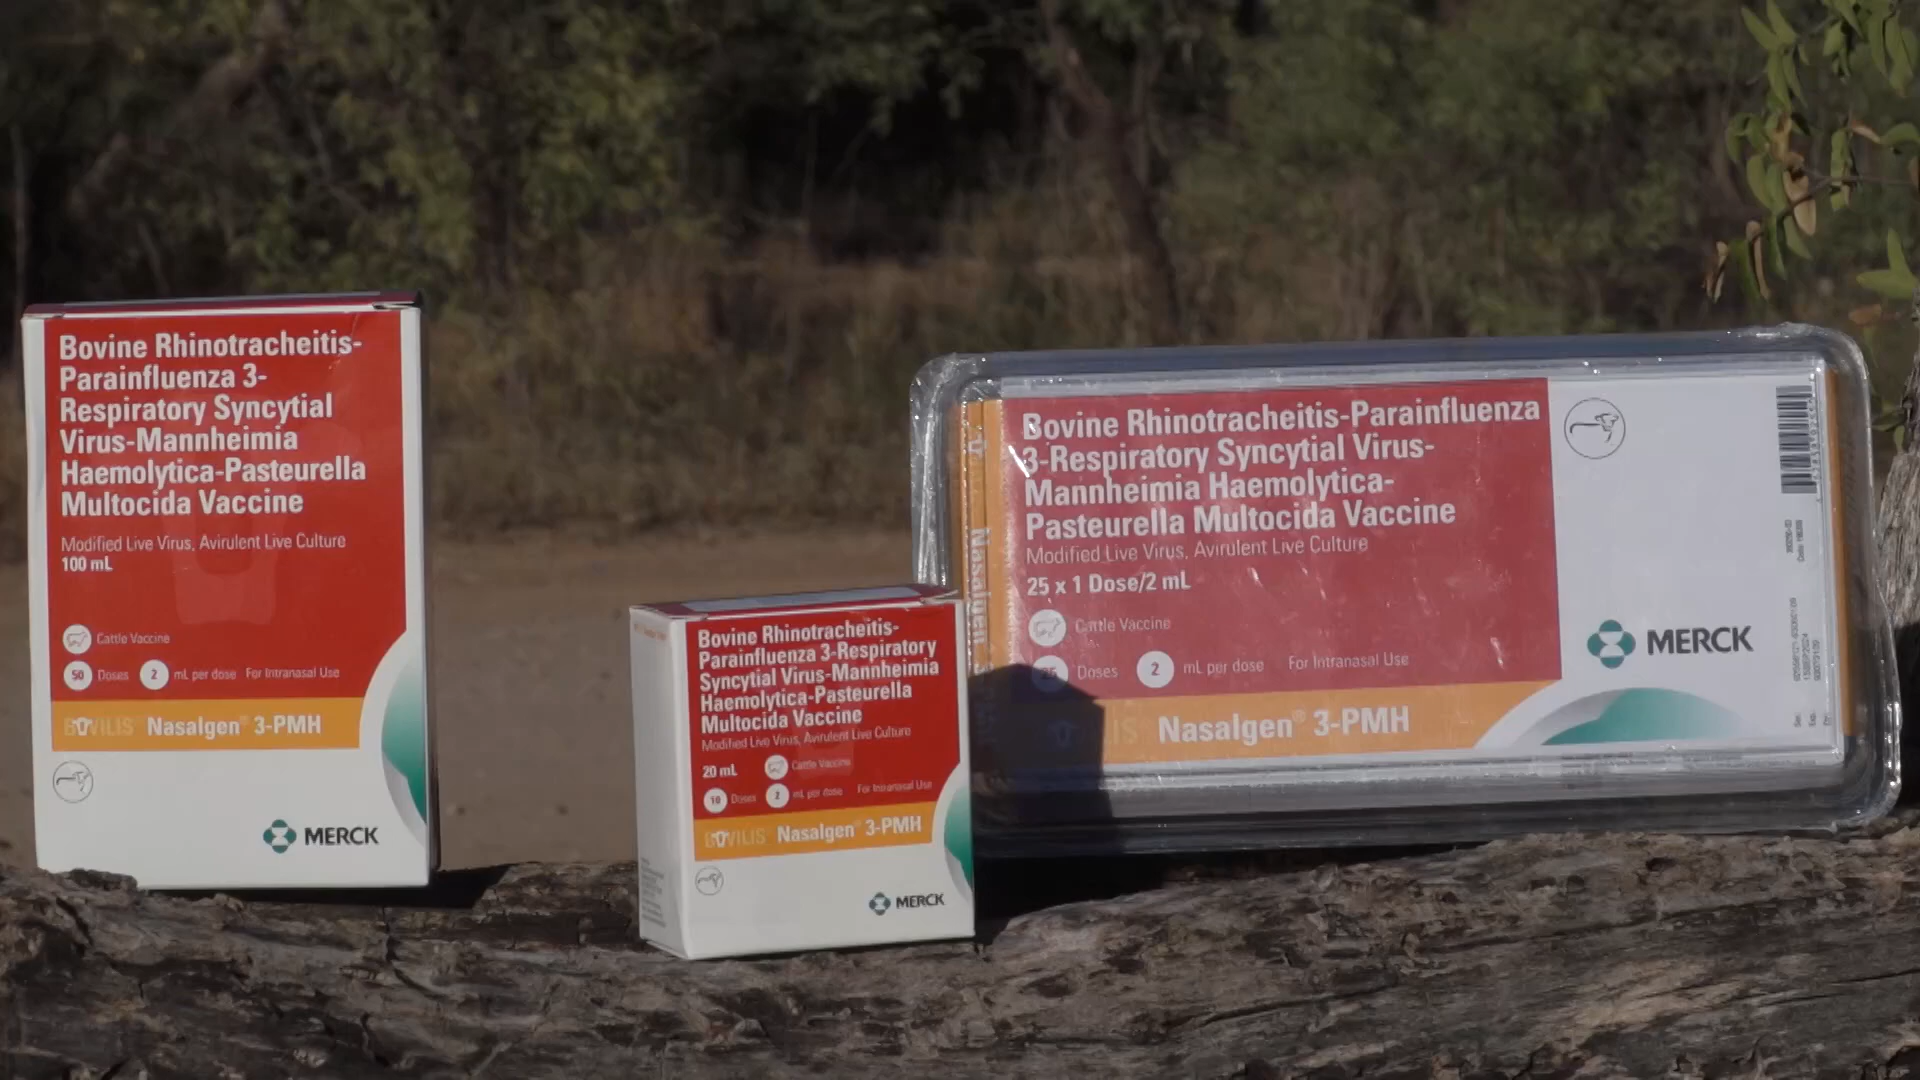 Bovine Rhinotracheitis-
Parainfluenza 3-
Respiratory Syncytial
Virus-Mannheimia
Haemolytica-Pasteurella
Multocida Vaccine
Modified Live Virus, Avirulent Live Culture
100 mL
Cattle Vaccine
50 Doses 2 mL per dose For Intranasal Use
BOVILIS Nasalgen® 3-PMH
MERCK
Bovine Rhinotracheitis-
Parainfluenza 3-Respiratory
Syncytial Virus-Mannheimia
Haemolytica-Pasteurella
Multocida Vaccine
Modified Live Virus, Avirulent Live Culture
20 mL Cattle Vaccine
10 Doses 2 mL per dose For Intranasal Use
BOVILIS Nasalgen® 3-PMH
MERCK
Nasalgen
Bovine Rhinotracheitis-Parainfluenza
3-Respiratory Syncytial Virus-
Mannheimia Haemolytica-
Pasteurella Multocida Vaccine
Modified Live Virus, Avirulent Live Culture
25 x 1 Dose/2 mL
Cattle Vaccine
25 Doses 2 mL per dose For Intranasal Use
Nasalgen® 3-PMH
MERCK